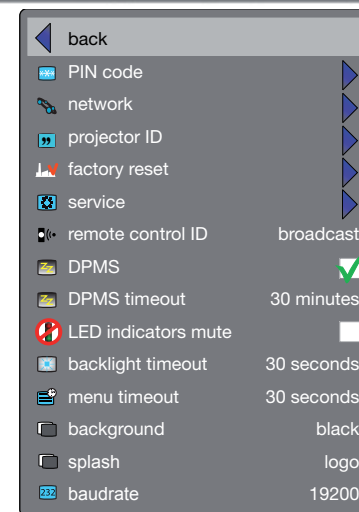 back
PIN code
network
projector ID
factory reset
service
remote control ID broadcast
DPMS
DPMS timeout 30 minutes
LED indicators mute
backlight timeout 30 seconds
menu timeout 30 seconds
background black
splash logo
232 baudrate 19200